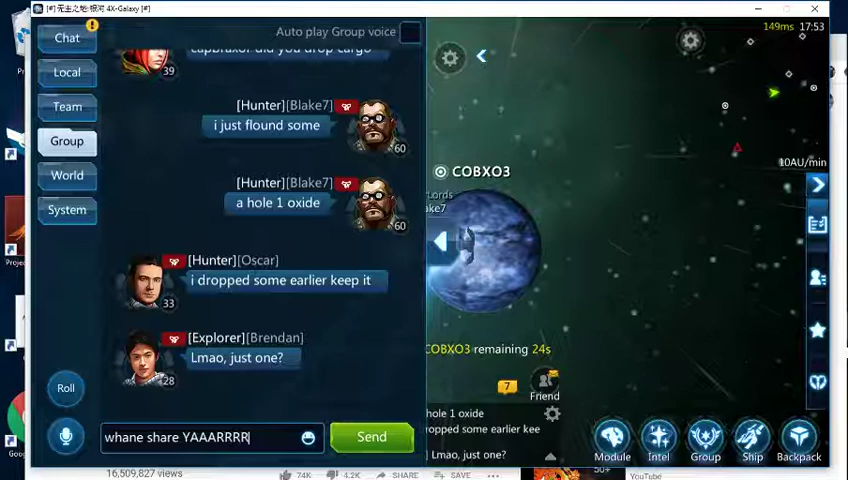 [#] 无主之地:银河 4X-Galaxy [#]
Chat
Auto play Group voice
149ms 17:53
capBraxor did you drop cargo
39
Local
Team
[Hunter][Blake7]
i just flound some
60
Group
World
[Hunter][Blake7]
a hole 1 oxide
60
System
[Hunter][Oscar]
i dropped some earlier keep it
33
[Explorer][Brendan]
Lmao, just one?
28
Roll
whane share YAAARRRR
Send
10AU/min
COBXO3
Lords
ake7
COBXO3 remaining 24s
7
Friend
hole 1 oxide
ropped some earlier kee
Lmao, just one?
Module
Intel
Group
Ship
Backpack
Projec
16,509,827 views
74K
4.2K
SHARE
SAVE
50+
YouTube